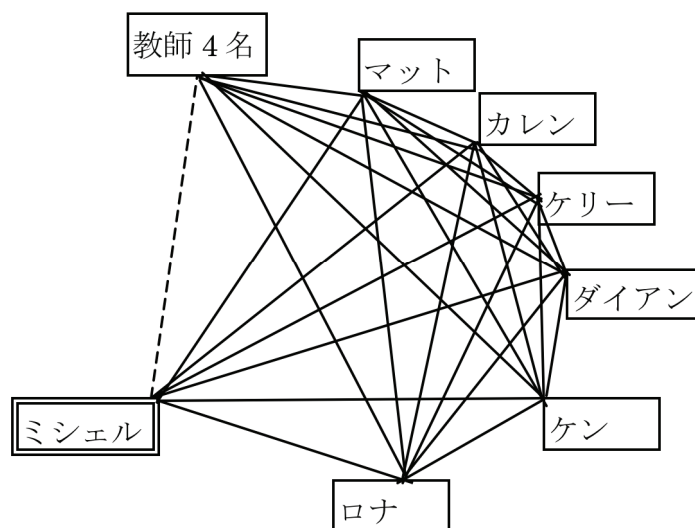 教師4名
マット
カレン
ケリー
ダイアン
ミシェル
ケン
ロナ